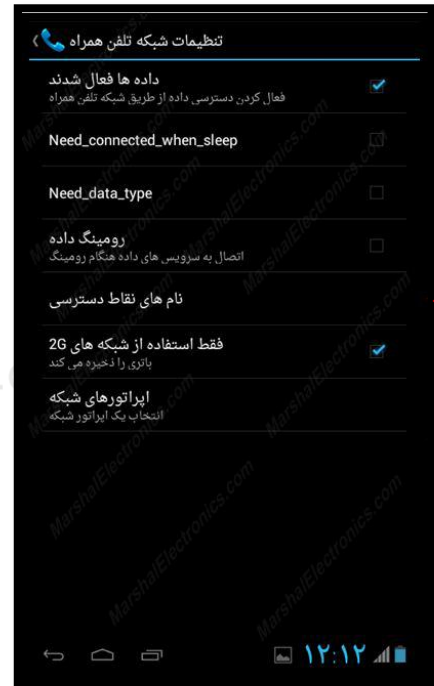 تنظیمات شبکه تلفن همراه
داده ها فعال شدند
فعال کردن دسترسی داده از طریق شبکه تلفن همراه
Need_connected_when_sleep
Need_data_type
رومینگ داده
اتصال به سرویس های داده هنگام رومینگ
نام های نقاط دسترسی
فقط استفاده از شبکه های 2G
باتری را ذخیره می کند
اپراتورهای شبکه
انتخاب یک اپراتور شبکه
MarshalElectronics.com
۱۲:۱۲